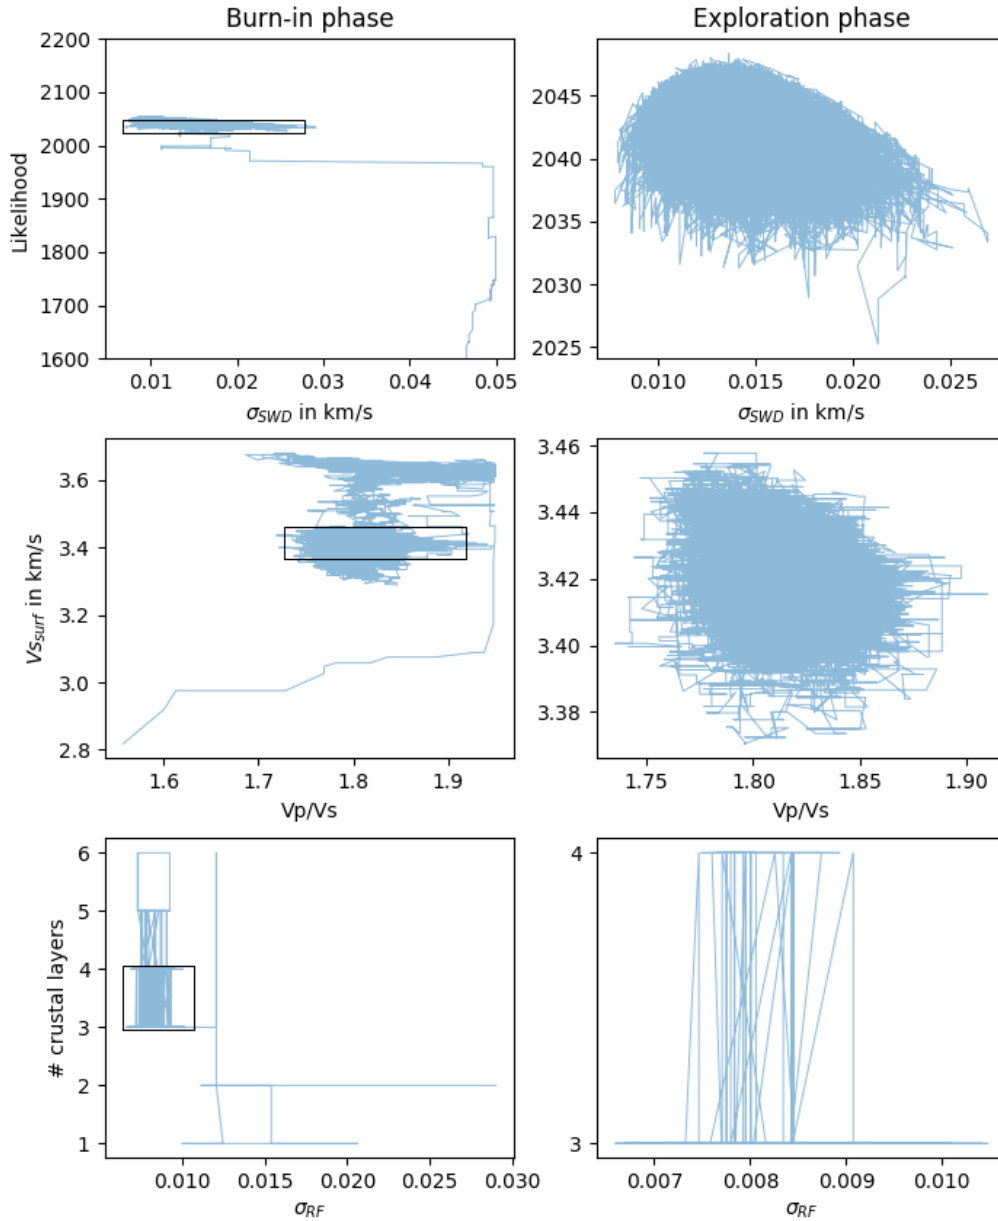 Burn-in phase
Exploration phase
2200
2100
2000
1900
1800
1700
1600
Likelihood
0.01 0.02 0.03 0.04 0.05
σSWD in km/s
2045
2040
2035
2030
2025
0.010 0.015 0.020 0.025
σSWD in km/s
3.6
3.4
3.2
3.0
2.8
Vssurf in km/s
1.6 1.7 1.8 1.9
Vp/Vs
3.46
3.44
3.42
3.40
3.38
1.75 1.80 1.85 1.90
Vp/Vs
6
5
4
3
2
1
# crustal layers
0.010 0.015 0.020 0.025 0.030
σRF
4
3
0.007 0.008 0.009 0.010
σRF